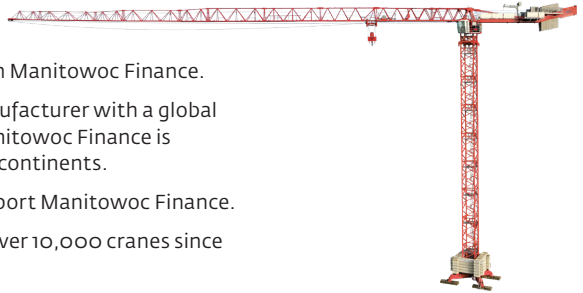 Manitowoc Finance.
ufacturer with a global
nitowoc Finance is
continents.
port Manitowoc Finance.
ver 10,000 cranes since